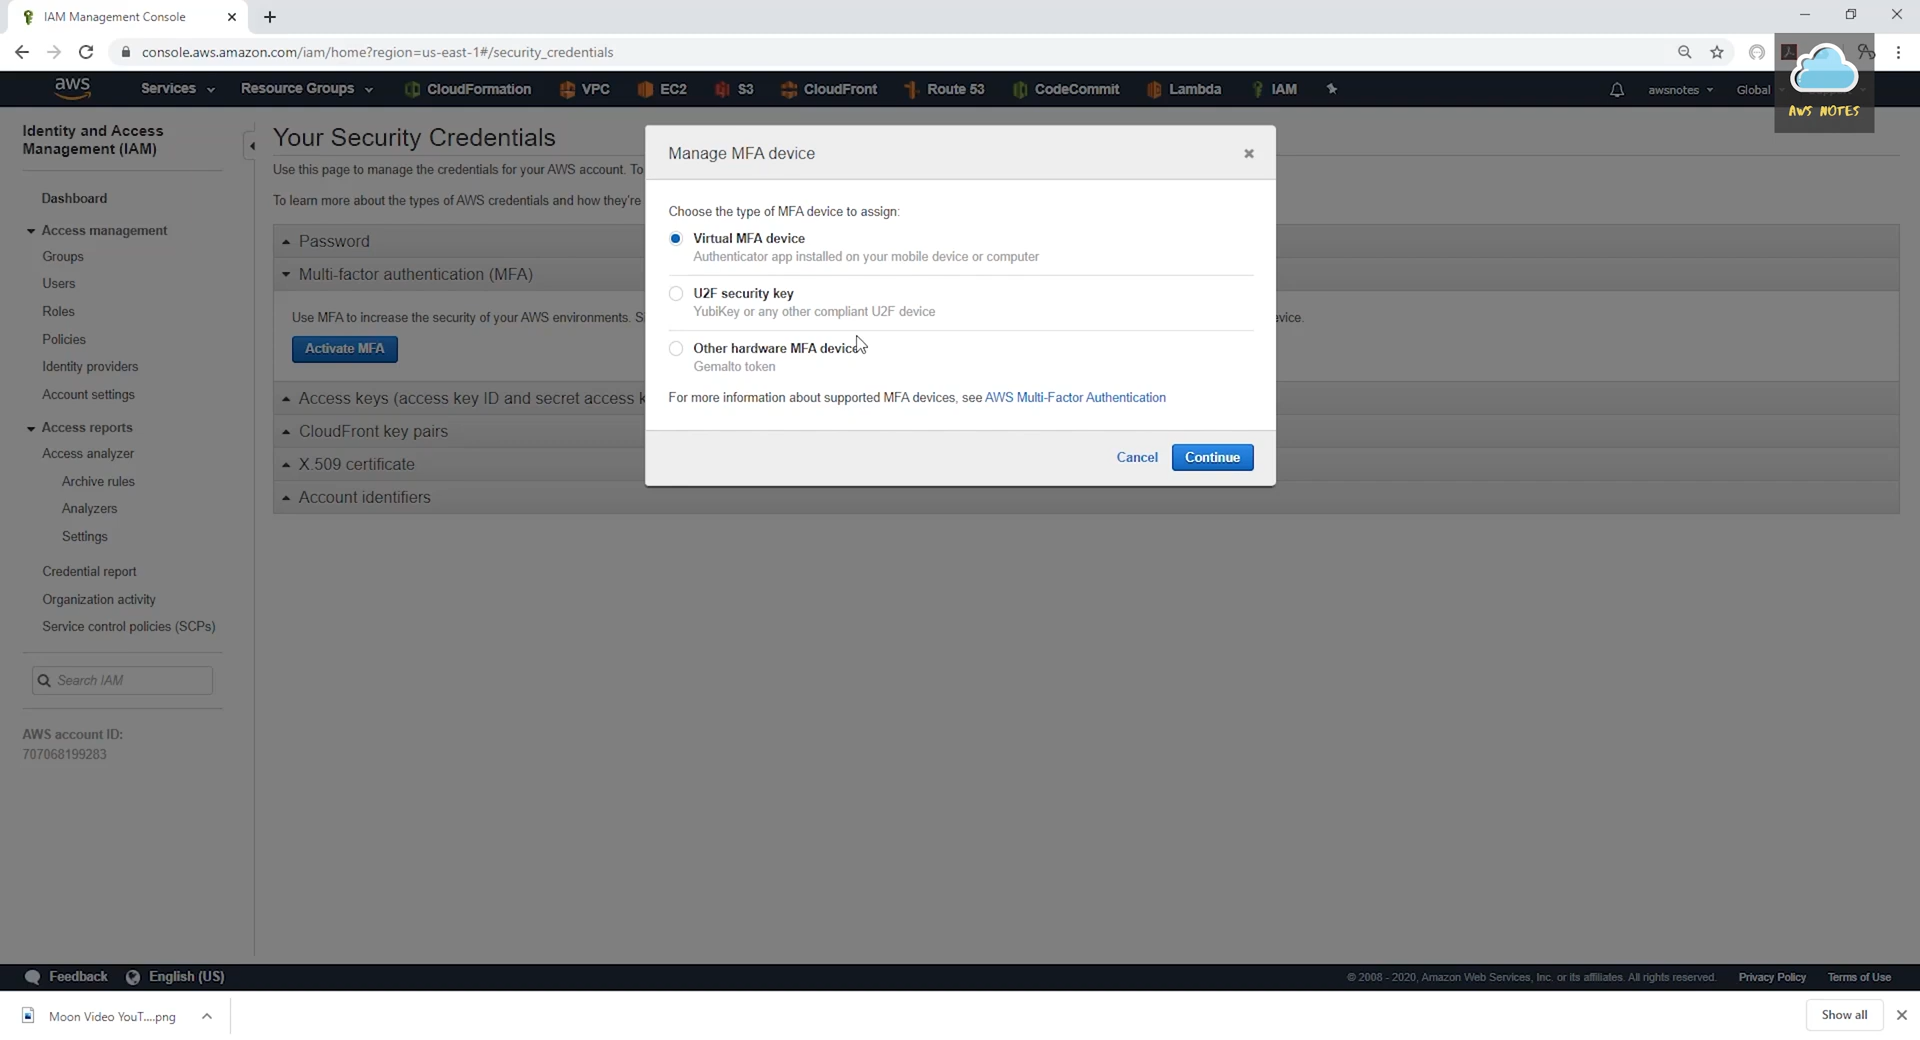 IAM Management Console
console.aws.amazon.com/iam/home?region=us-east-1#/security_credentials
AWS NOTES
aws
Services
Resource Groups
CloudFormation
VPC
EC2
S3
CloudFront
Route 53
CodeCommit
Lambda
IAM
awsnotes
Global
Identity and Access
Management (IAM)
Dashboard
Access management
Groups
Users
Roles
Policies
Identity providers
Account settings
Access reports
Access analyzer
Archive rules
Analyzers
Settings
Credential report
Organization activity
Service control policies (SCPs)
Search IAM
AWS account ID:
707068199283
Your Security Credentials
Use this page to manage the credentials for your AWS account. To
To learn more about the types of AWS credentials and how they're
Password
Multi-factor authentication (MFA)
Use MFA to increase the security of your AWS environments.
Activate MFA
Access keys (access key ID and secret access
CloudFront key pairs
X.509 certificate
Account identifiers
Manage MFA device
Choose the type of MFA device to assign:
Virtual MFA device
Authenticator app installed on your mobile device or computer
U2F security key
YubiKey or any other compliant U2F device
Other hardware MFA device
Gemalto token
For more information about supported MFA devices, see AWS Multi-Factor Authentication
Cancel
Continue
Feedback
English (US)
© 2008 - 2020, Amazon Web Services, Inc. or its affiliates. All rights reserved.
Privacy Policy
Terms of Use
Moon Video YouT....png
Show all